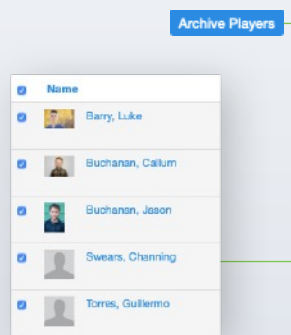 Archive Players
Name
Barry, Luke
Buchanan, Callum
Buchanan, Jason
Swears, Channing
Torres, Guillermo